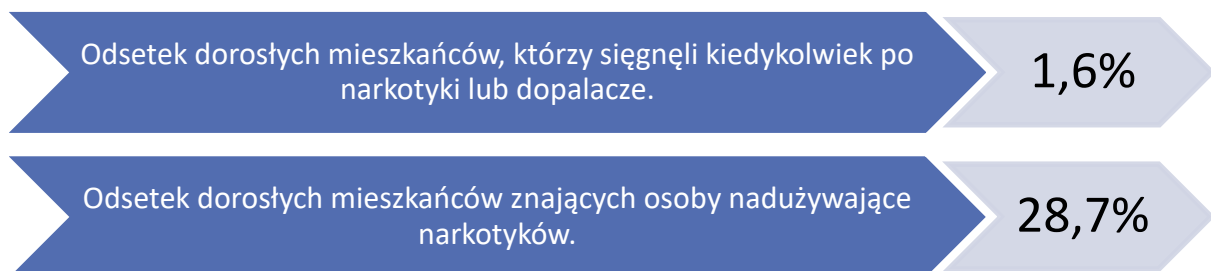 Odsetek dorosłych mieszkańców, którzy sięgnęli kiedykolwiek po
narkotyki lub dopalacze.
1,6%
Odsetek dorosłych mieszkańców znających osoby nadużywające
narkotyków.
28,7%